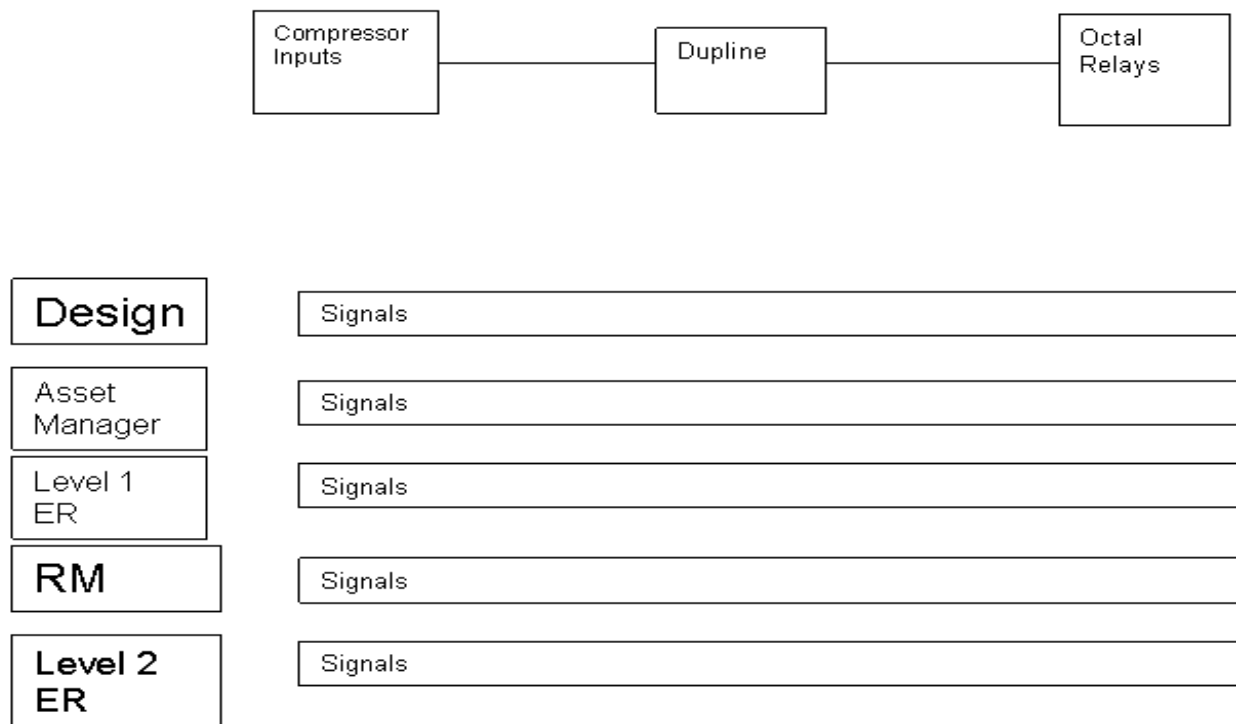 Compressor
Inputs
Dupline
Octal
Relays
Design
Signals
Asset
Manager
Signals
Level 1
ER
Signals
RM
Signals
Level 2
ER
Signals